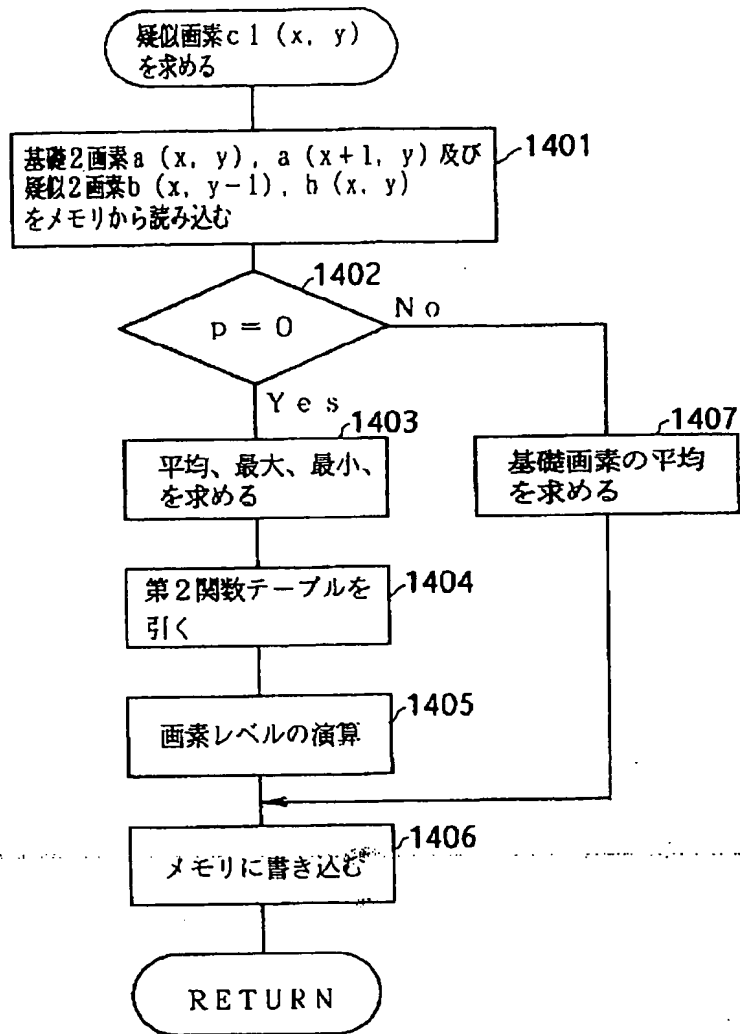 疑似画素c1(x, y)
を求める
基礎2画素a(x, y), a(x+1, y)及び
疑似2画素b(x, y-1), b(x, y)
をメモリから読み込む
1401
1402
p = 0
No
Yes
1403
平均、最大、最小、
を求める
1407
基礎画素の平均
を求める
第2関数テーブルを
引く
1404
画素レベルの演算
1405
メモリに書き込む
1406
RETURN